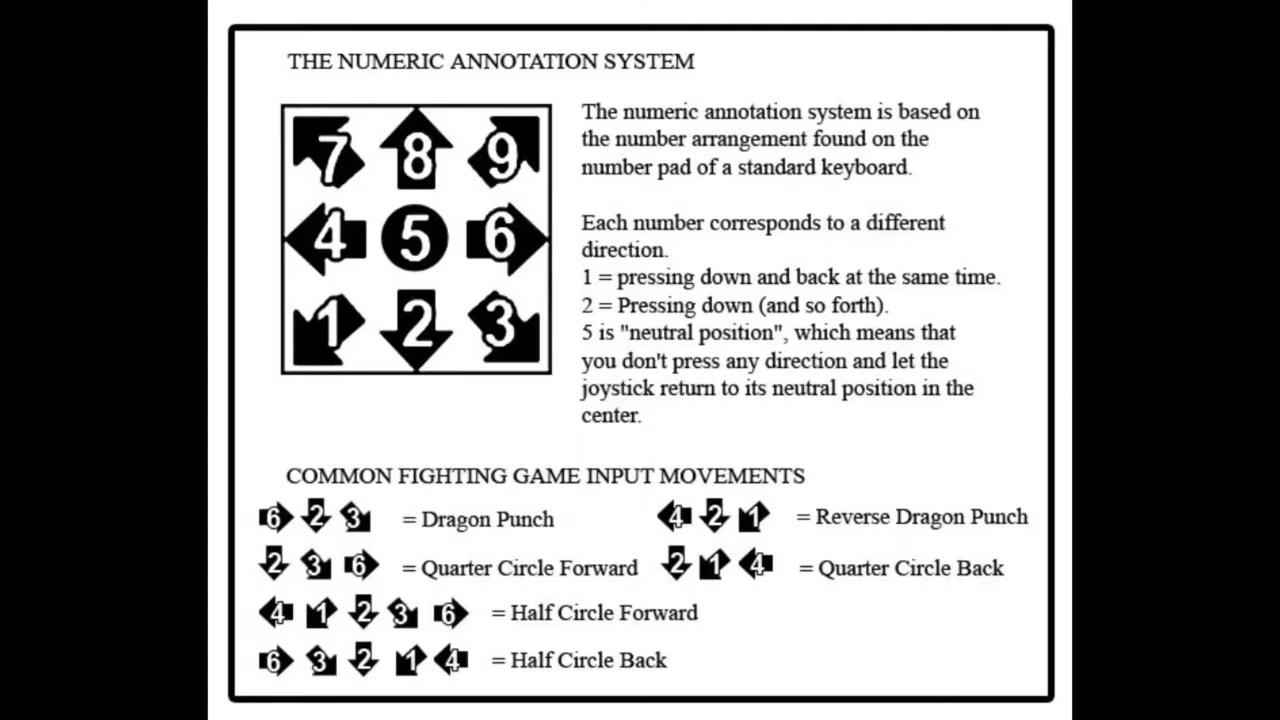 THE NUMERIC ANNOTATION SYSTEM
7 8 9
4 5 6
1 2 3
The numeric annotation system is based on
the number arrangement found on the
number pad of a standard keyboard.
Each number corresponds to a different
direction.
1 = pressing down and back at the same time.
2 = Pressing down (and so forth).
5 is "neutral position", which means that
you don't press any direction and let the
joystick return to its neutral position in the
center.
COMMON FIGHTING GAME INPUT MOVEMENTS
6 2 3 = Dragon Punch
4 2 1 = Reverse Dragon Punch
2 3 6 = Quarter Circle Forward
2 1 4 = Quarter Circle Back
4 1 2 3 6 = Half Circle Forward
6 3 2 1 4 = Half Circle Back